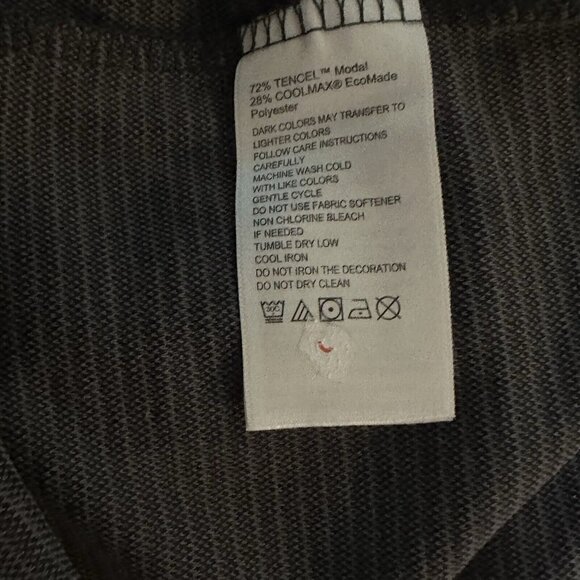 72% TENCEL™ Modal
28% COOLMAX® EcoMade
Polyester
DARK COLORS MAY TRANSFER TO
LIGHTER COLORS
FOLLOW CARE INSTRUCTIONS
CAREFULLY
MACHINE WASH COLD
WITH LIKE COLORS
GENTLE CYCLE
DO NOT USE FABRIC SOFTENER
NON CHLORINE BLEACH
IF NEEDED
TUMBLE DRY LOW
COOL IRON
DO NOT IRON THE DECORATION
DO NOT DRY CLEAN
30C